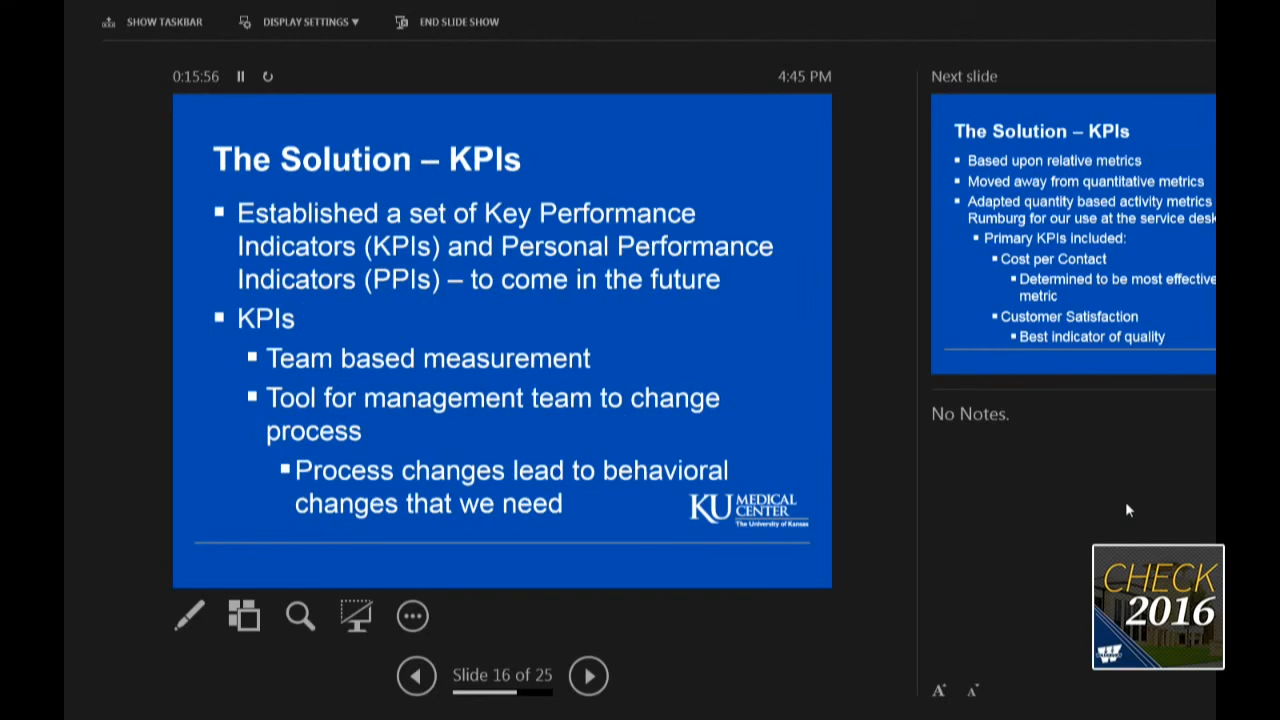 SHOW TASKBAR DISPLAY SETTINGS ▼ END SLIDE SHOW
0:15:56 4:45 PM
The Solution – KPIs
▪ Established a set of Key Performance
Indicators (KPIs) and Personal Performance
Indicators (PPIs) – to come in the future
▪ KPIs
▪ Team based measurement
▪ Tool for management team to change
process
▪ Process changes lead to behavioral
changes that we need
KU MEDICAL
CENTER
The University of Kansas
Slide 16 of 25
Next slide
The Solution – KPIs
▪ Based upon relative metrics
▪ Moved away from quantitative metrics
▪ Adapted quantity based activity metrics
Rumburg for our use at the service desk
▪ Primary KPIs included:
▪ Cost per Contact
▪ Determined to be most effective
metric
▪ Customer Satisfaction
▪ Best indicator of quality
No Notes.
CHECK
2016
W
A A